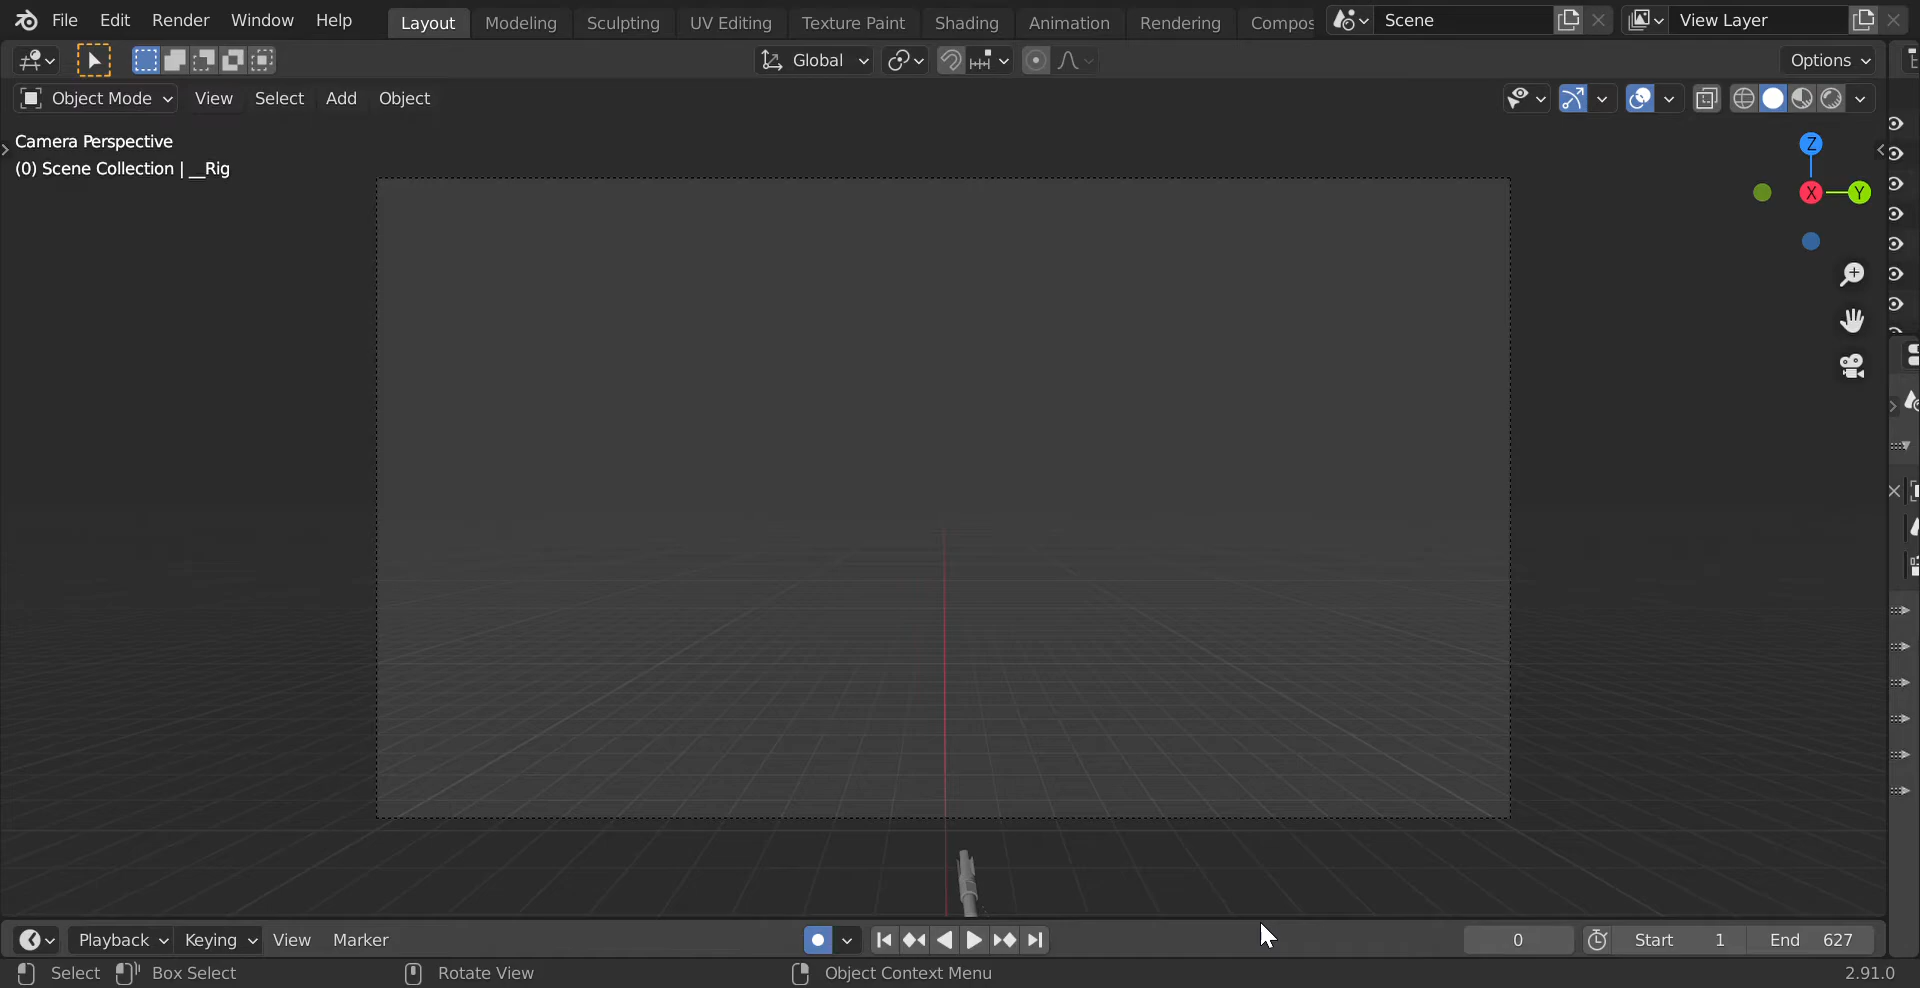 File Edit Render Window Help Layout Modeling Sculpting UV Editing Texture Paint Shading Animation Rendering Compos Scene View Layer
Global Options
Object Mode View Select Add Object
Camera Perspective
(0) Scene Collection | __Rig
Z
X Y
Playback Keying View Marker 0 Start 1 End 627
Select Box Select Rotate View Object Context Menu 2.91.0